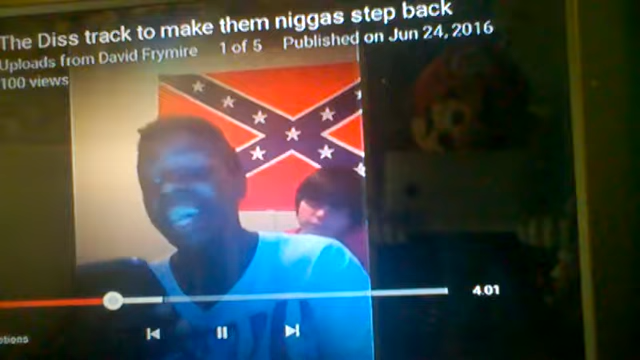 The Diss track to make them niggas step back
Uploads from David Frymire 1 of 5 Published on Jun 24, 2016
100 views
4:01